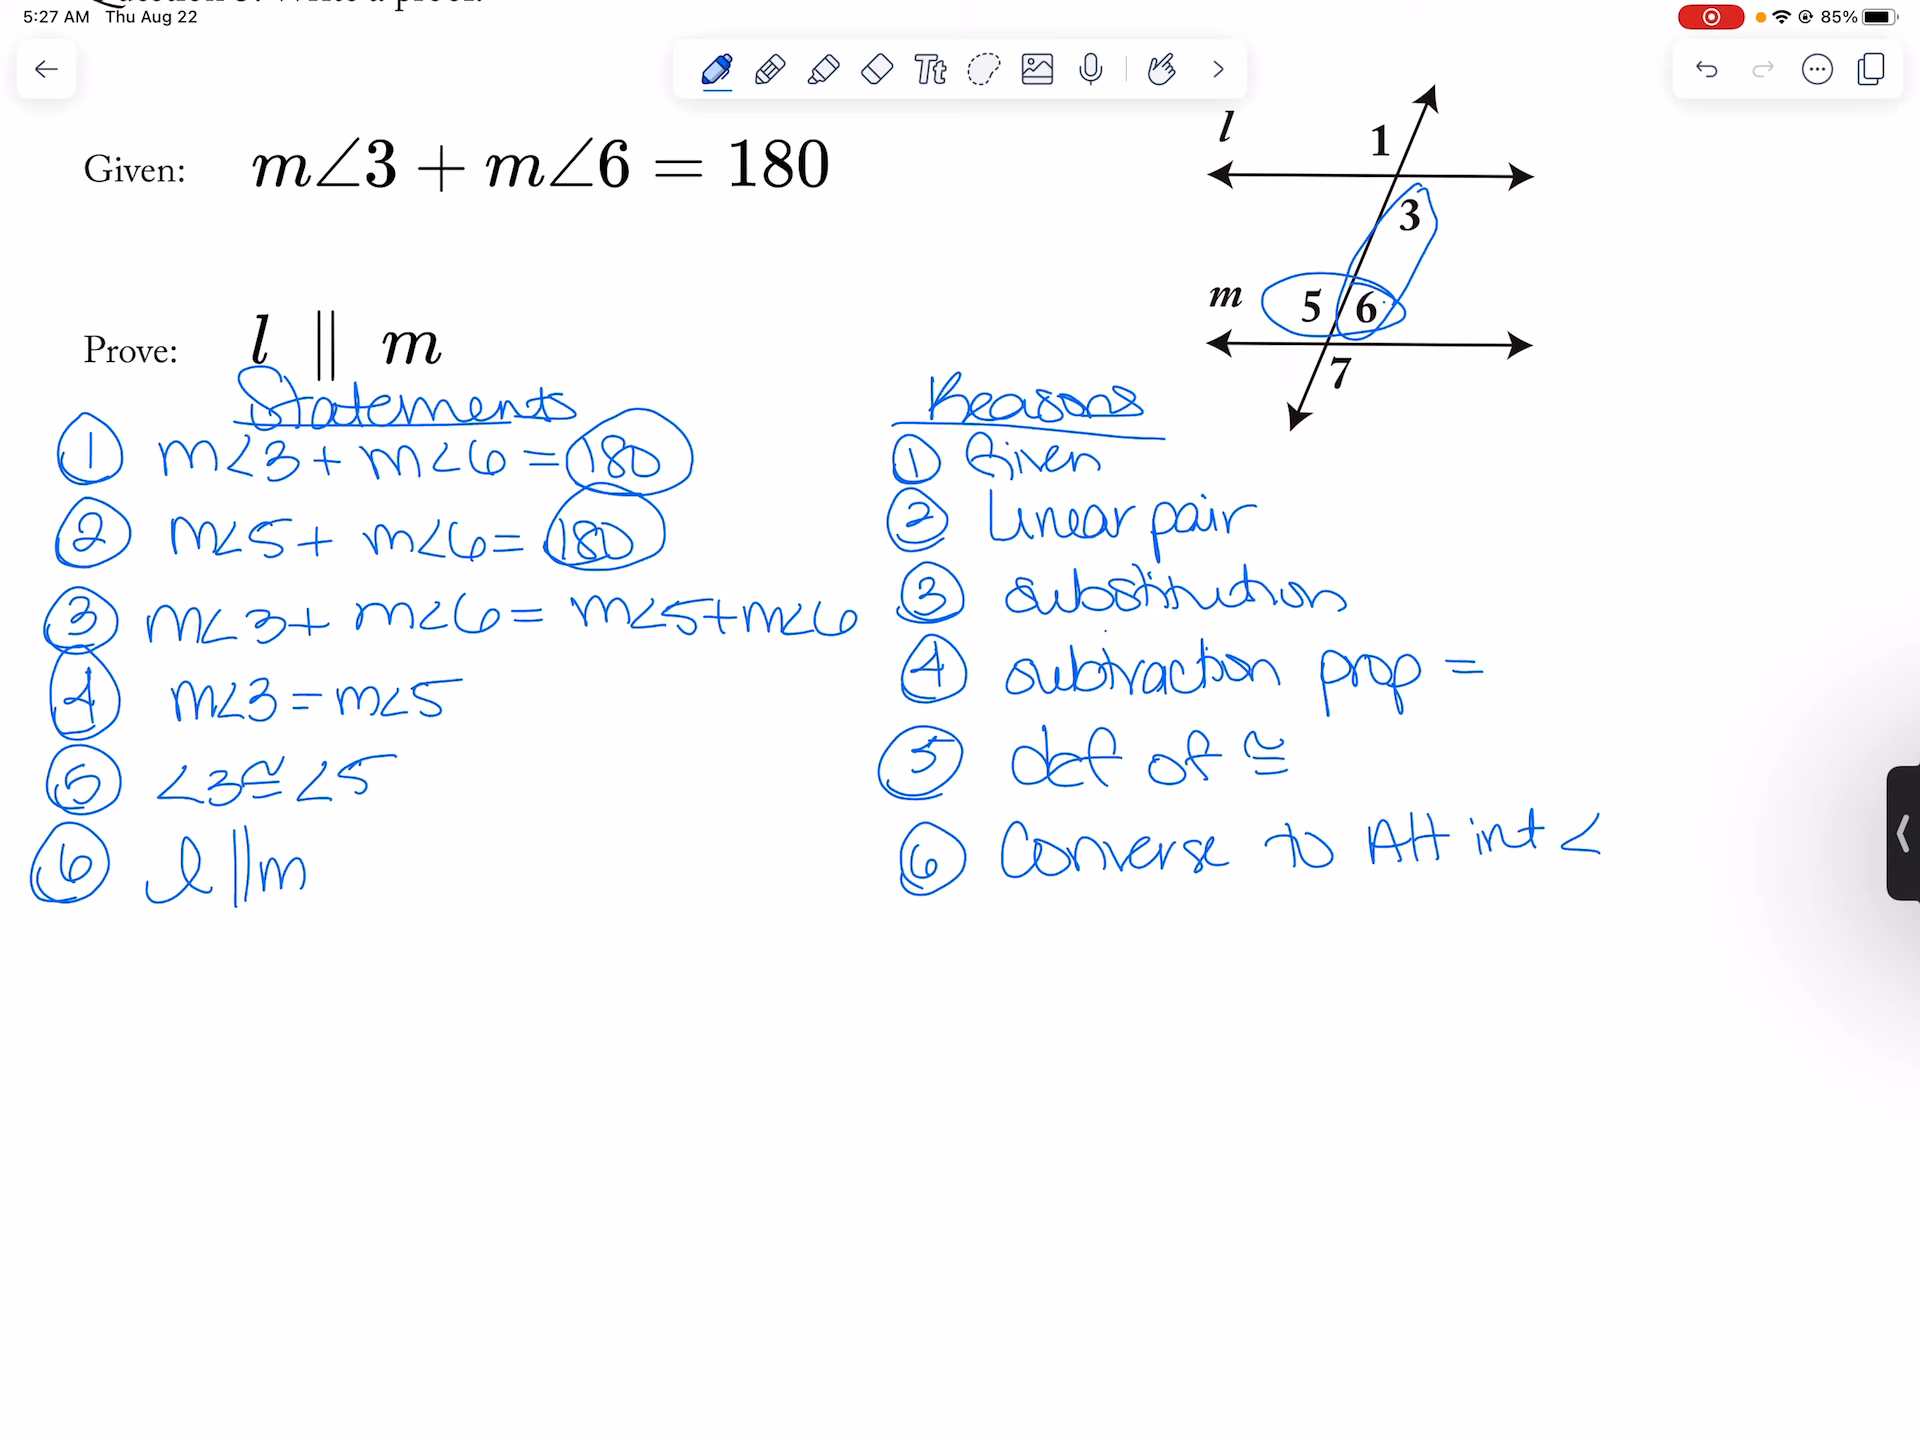 5:27 AM Thu Aug 22
85%
Given: m∠3 + m∠6 = 180
Prove: l ∥ m
l
1
3
m
5
6
7
Statements
Reasons
① m∠3 + m∠6 = 180
① Given
② m∠5 + m∠6 = 180
② Linear pair
③ m∠3 + m∠6 = m∠5 + m∠6
③ substitution
④ m∠3 = m∠5
④ subtraction prop =
⑤ ∠3 ≅ ∠5
⑤ def of ≅
⑥ l ∥ m
⑥ Converse to Alt int ∠